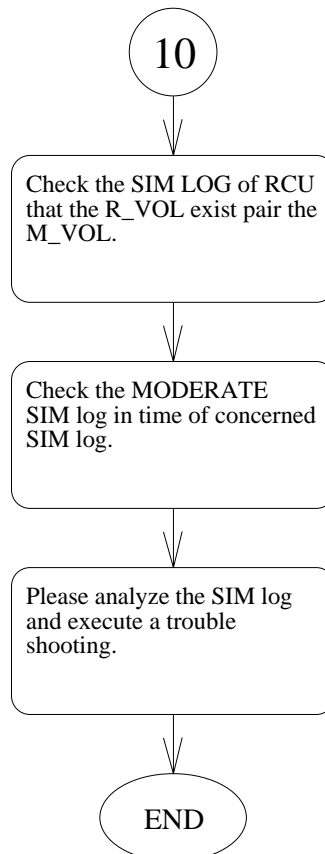 10
Check the SIM LOG of RCU
that the R_VOL exist pair the
M_VOL.
Check the MODERATE
SIM log in time of concerned
SIM log.
Please analyze the SIM log
and execute a trouble
shooting.
END